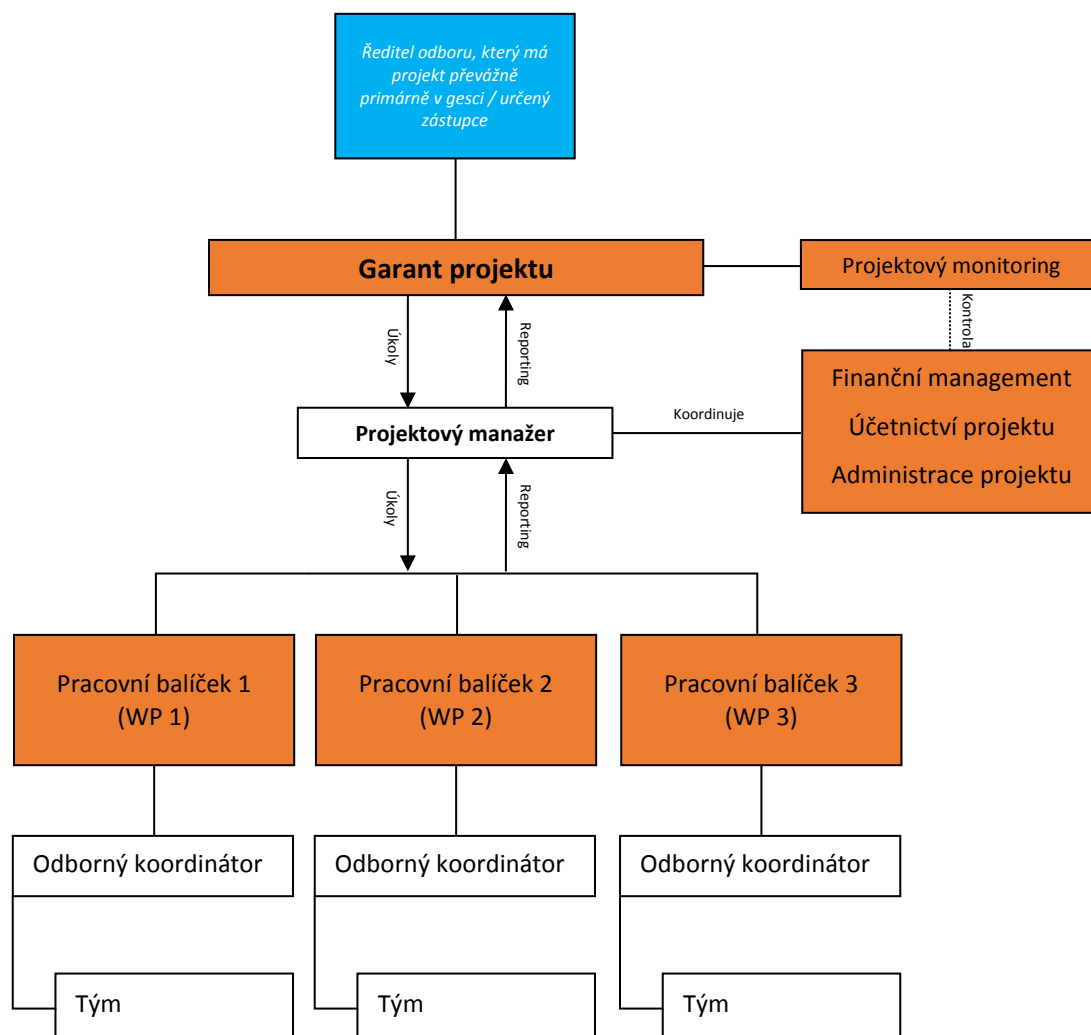 Ředitel odboru, který má
projekt převážně
primárně v gesci / určený
zástupce
Garant projektu
Projektový monitoring
Úkoly
Reporting
Kontrola
Finanční management
Účetnictví projektu
Administrace projektu
Koordinuje
Projektový manažer
Úkoly
Reporting
Pracovní balíček 1
(WP 1)
Pracovní balíček 2
(WP 2)
Pracovní balíček 3
(WP 3)
Odborný koordinátor
Odborný koordinátor
Odborný koordinátor
Tým
Tým
Tým